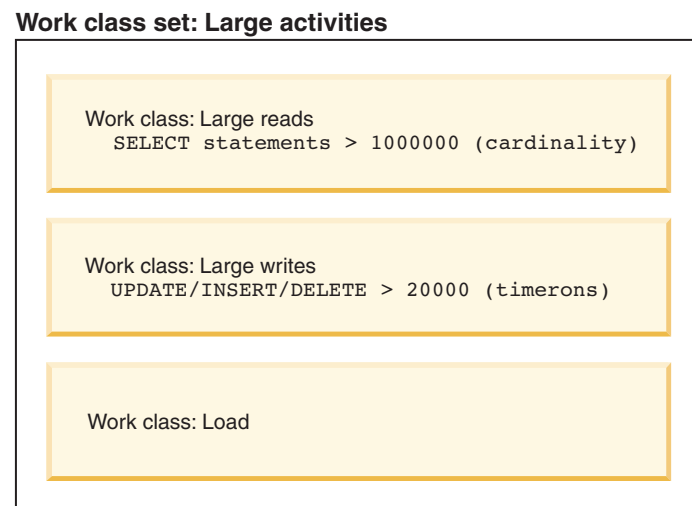 Work class set: Large activities
Work class: Large reads
SELECT statements > 1000000 (cardinality)
Work class: Large writes
UPDATE/INSERT/DELETE > 20000 (timerons)
Work class: Load